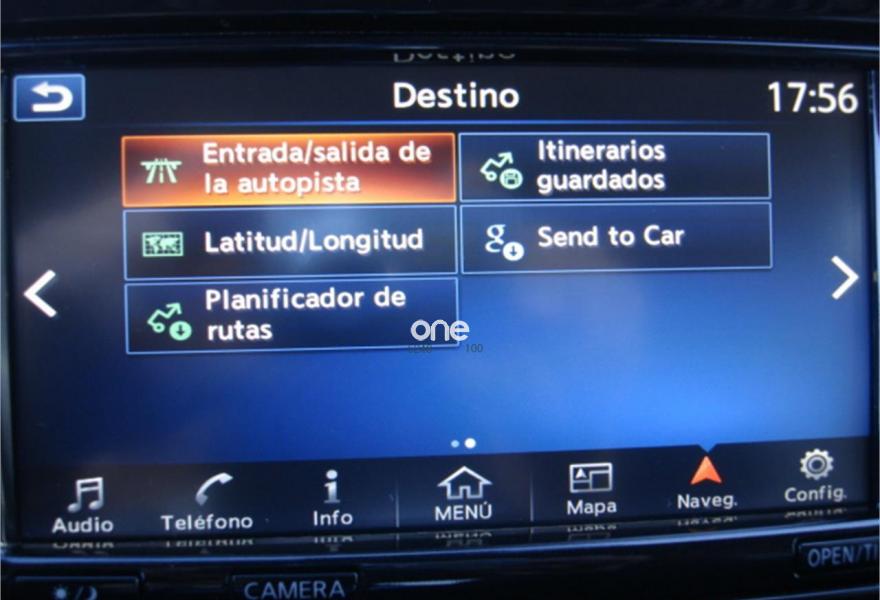 Destino
17:56
Entrada/salida de
la autopista
Itinerarios
guardados
Latitud/Longitud
Send to Car
Planificador de
rutas
one
100
Audio
Teléfono
Info
MENÚ
Mapa
Naveg.
Config.
CAMERA